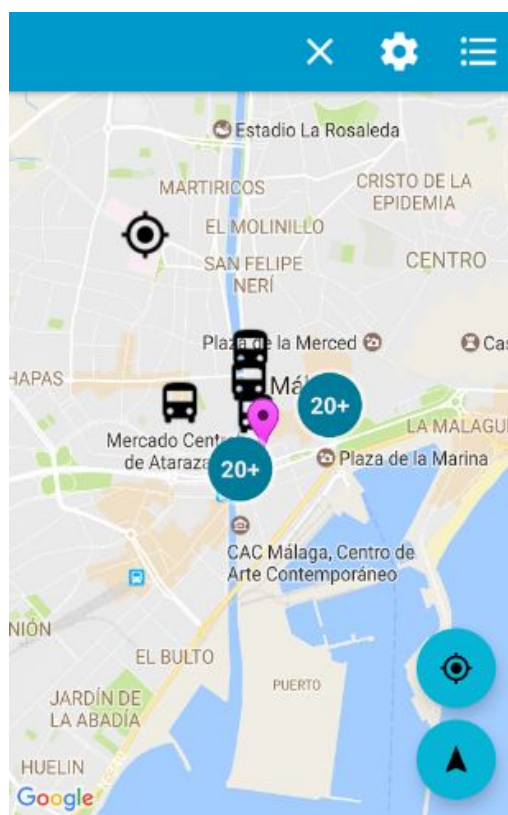 Estadio La Rosaleda
MARTIRICOS
CRISTO DE LA
EPIDEMIA
EL MOLINILLO
SAN FELIPE
NERÍ
CENTRO
Plaza de la Merced
Cas
HAPAS
Má
20+
LA MALAGU
Mercado Cent
de Ataraza
20+
Plaza de la Marina
CAC Málaga, Centro de
Arte Contemporáneo
NIÓN
EL BULTO
PUERTO
JARDÍN DE
LA ABADÍA
HUELIN
Google